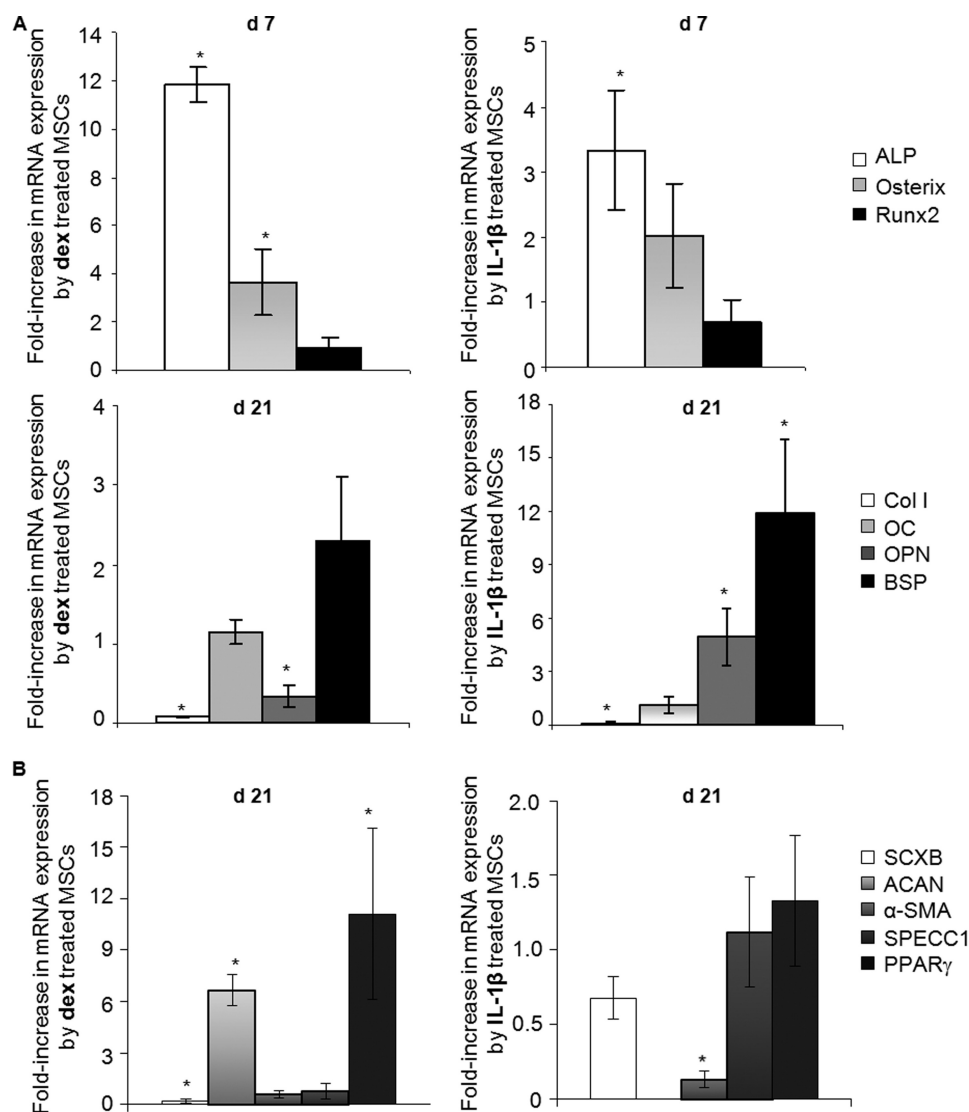 A
d 7
Fold-increase in mRNA expression
by dex treated MSCs
14
12
10
8
6
4
2
0
*
*
d 7
Fold-increase in mRNA expression
by IL-1β treated MSCs
5
4
3
2
1
0
*
ALP
Osterix
Runx2
d 21
Fold-increase in mRNA expression
by dex treated MSCs
4
3
2
1
0
*
*
d 21
Fold-increase in mRNA expression
by IL-1β treated MSCs
18
15
12
9
6
3
0
*
*
*
Col I
OC
OPN
BSP
B
d 21
Fold-increase in mRNA expression
by dex treated MSCs
18
15
12
9
6
3
0
*
*
*
d 21
Fold-increase in mRNA expression
by IL-1β treated MSCs
2.0
1.5
1.0
0.5
0
*
SCXB
ACAN
α-SMA
SPECC1
PPARγ